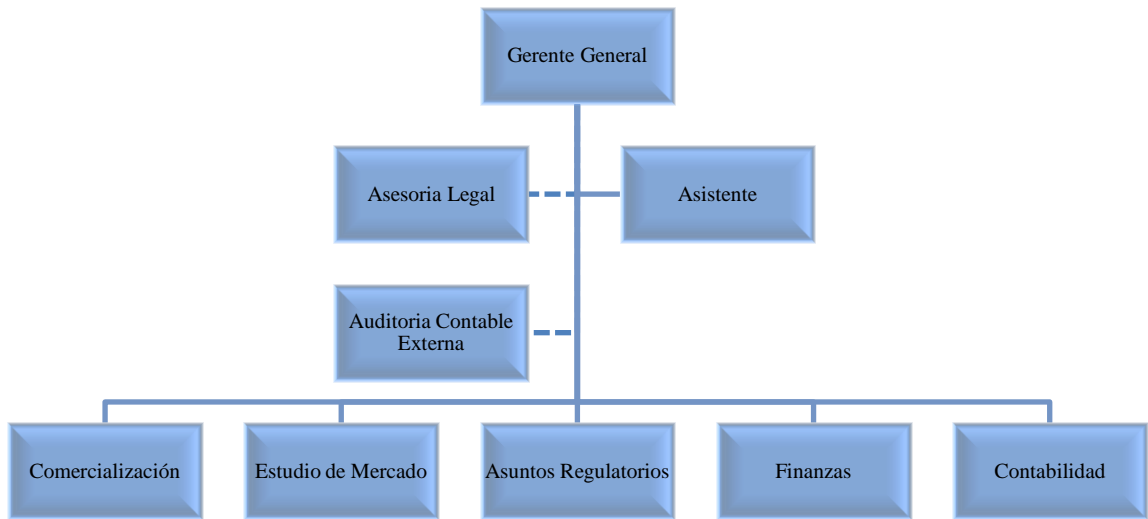 Gerente General
Asesoria Legal
Asistente
Auditoria Contable
Externa
Comercialización
Estudio de Mercado
Asuntos Regulatorios
Finanzas
Contabilidad